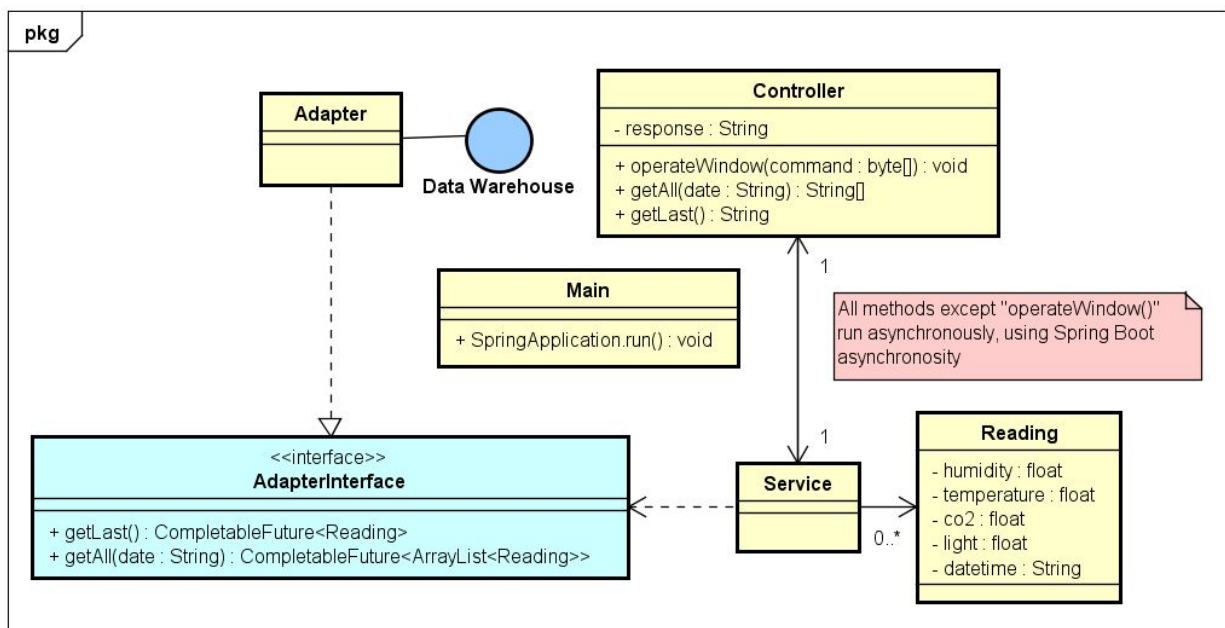 pkg
Adapter
Data Warehouse
Controller
- response : String
+ operateWindow(command : byte[]) : void
+ getAll(date : String) : String[]
+ getLast() : String
1
Main
+ SpringApplication.run() : void
All methods except "operateWindow()"
run asynchronously, using Spring Boot
asynchronosity
1
<<interface>>
AdapterInterface
+ getLast() : CompletableFuture<Reading>
+ getAll(date : String) : CompletableFuture<ArrayList<Reading>>
Service
0..*
Reading
- humidity : float
- temperature : float
- co2 : float
- light : float
- datetime : String